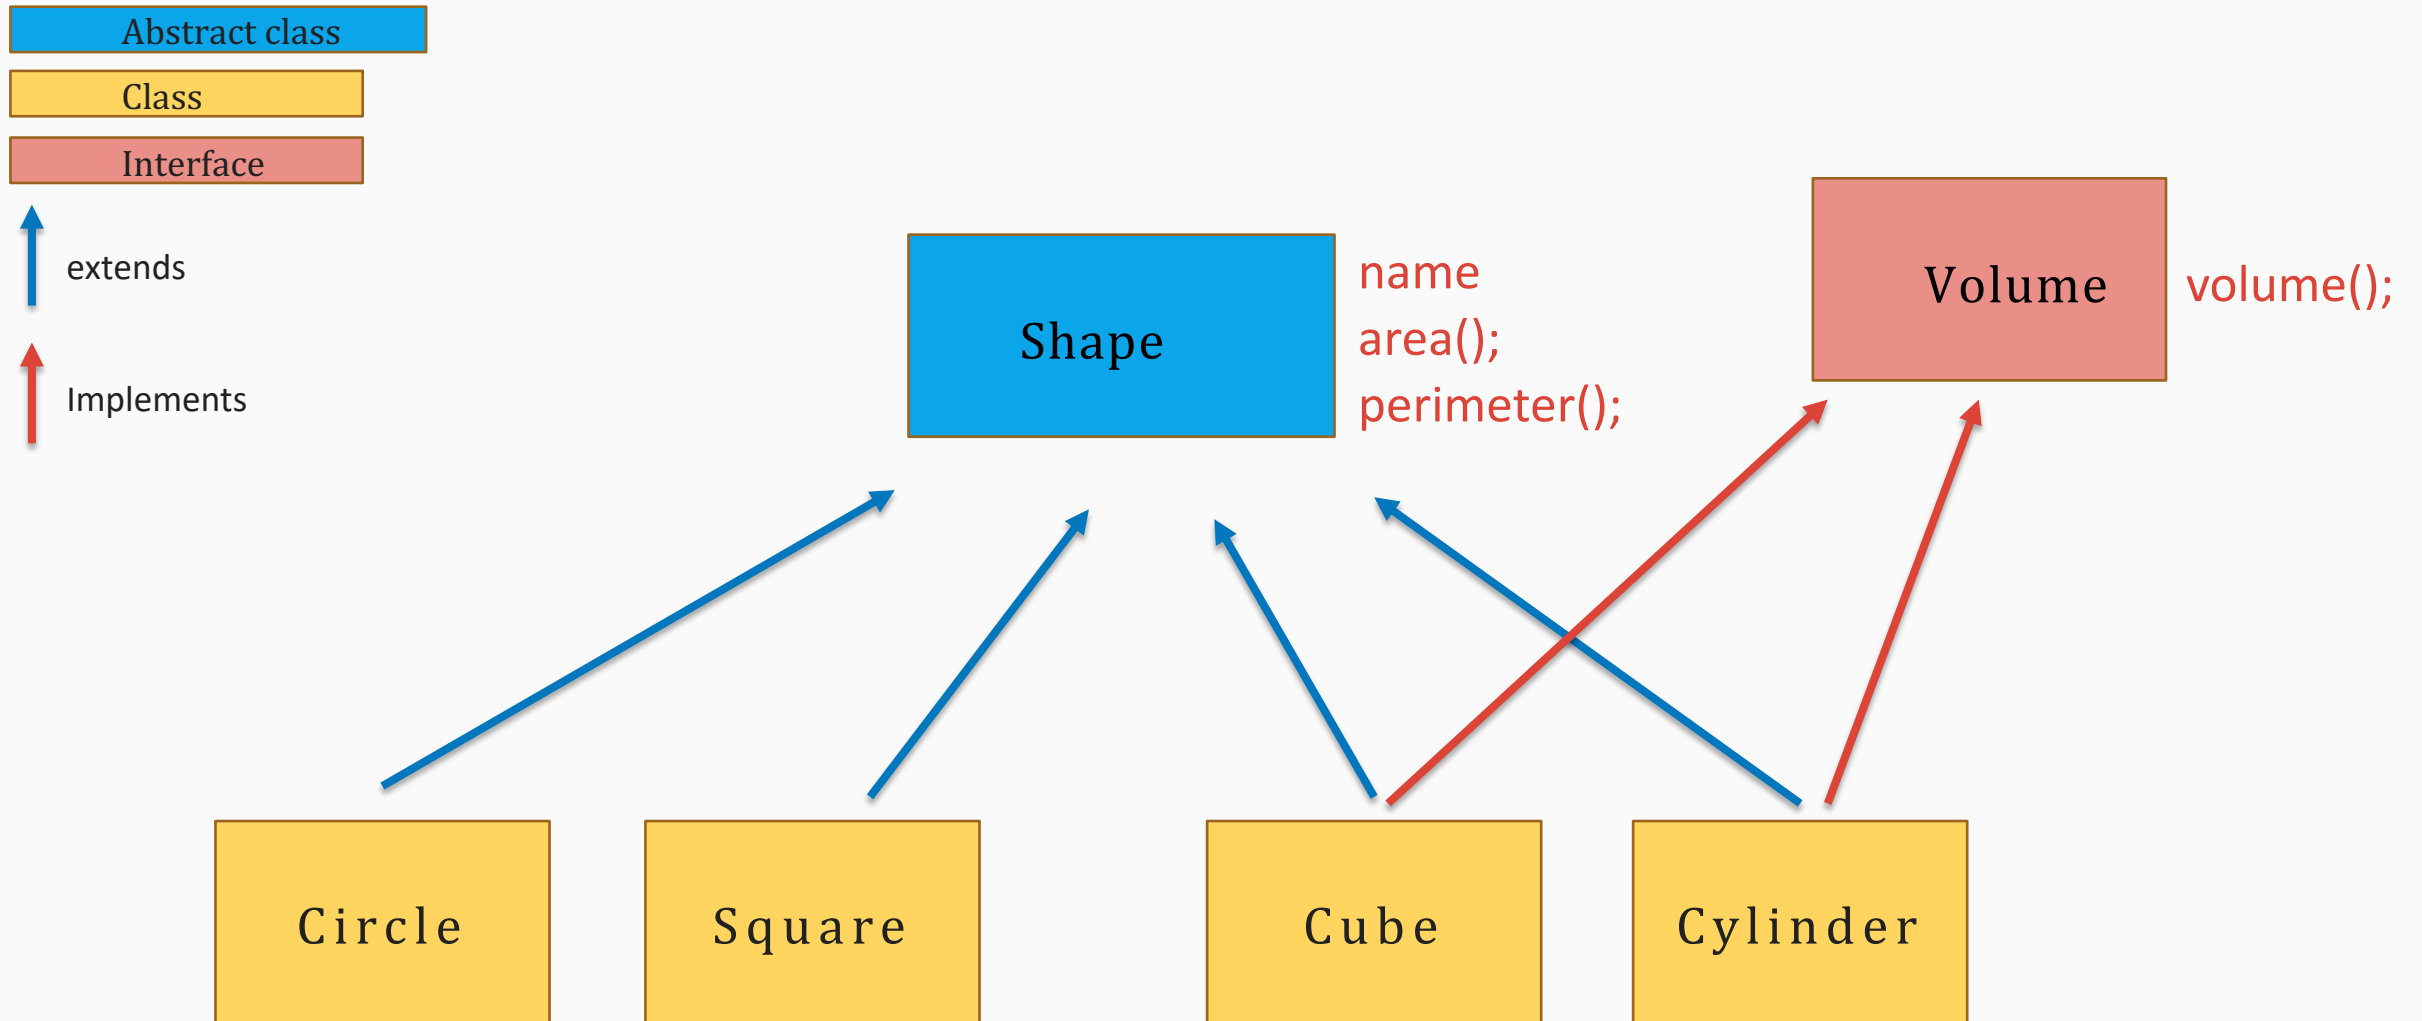 Abstract class
Class
Interface
extends
Implements
Shape
name
area();
perimeter();
Volume
volume();
Circle
Square
Cube
Cylinder